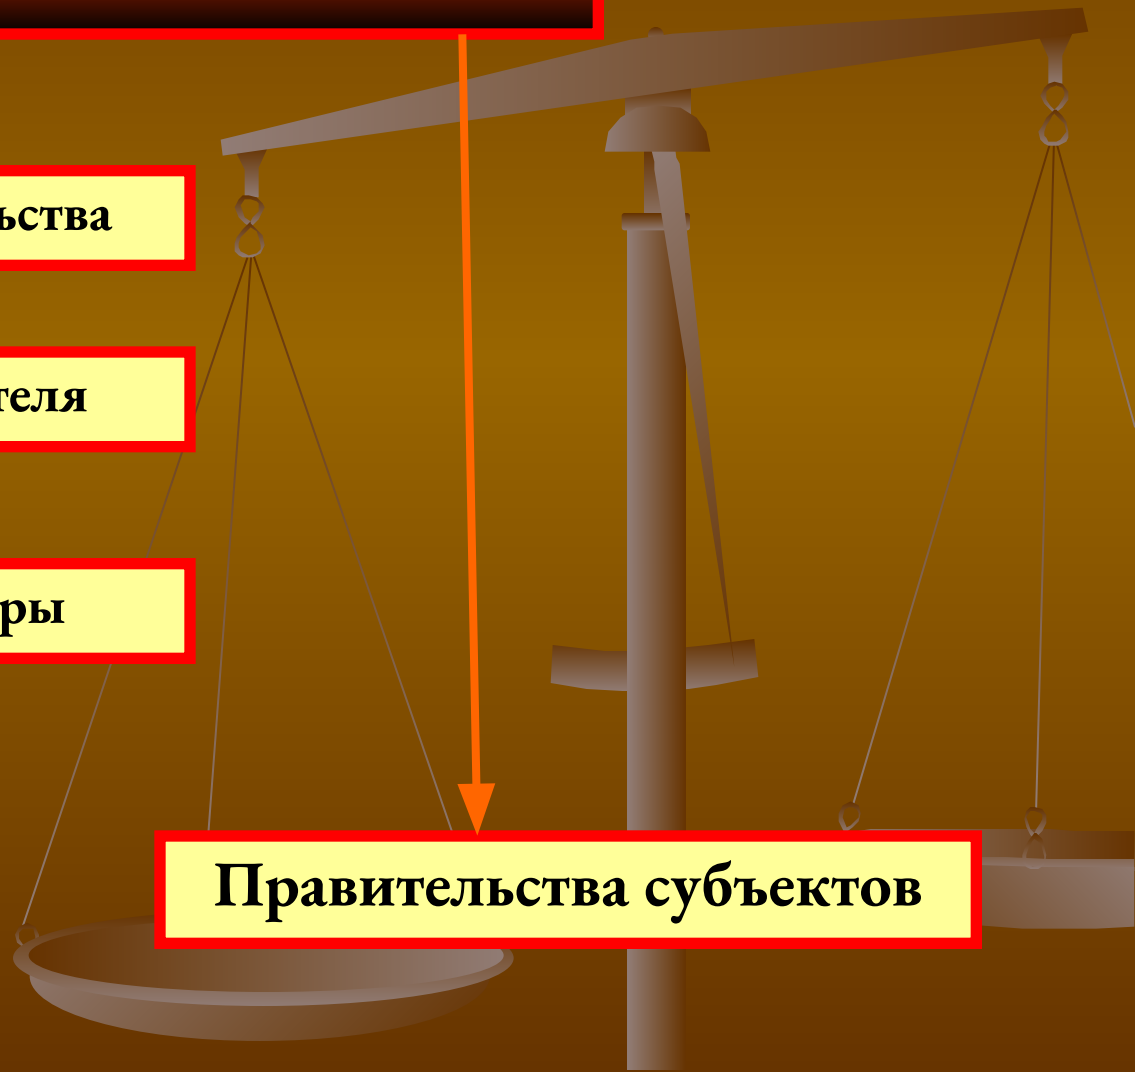 ьства
теля
ры
Правительства субъектов